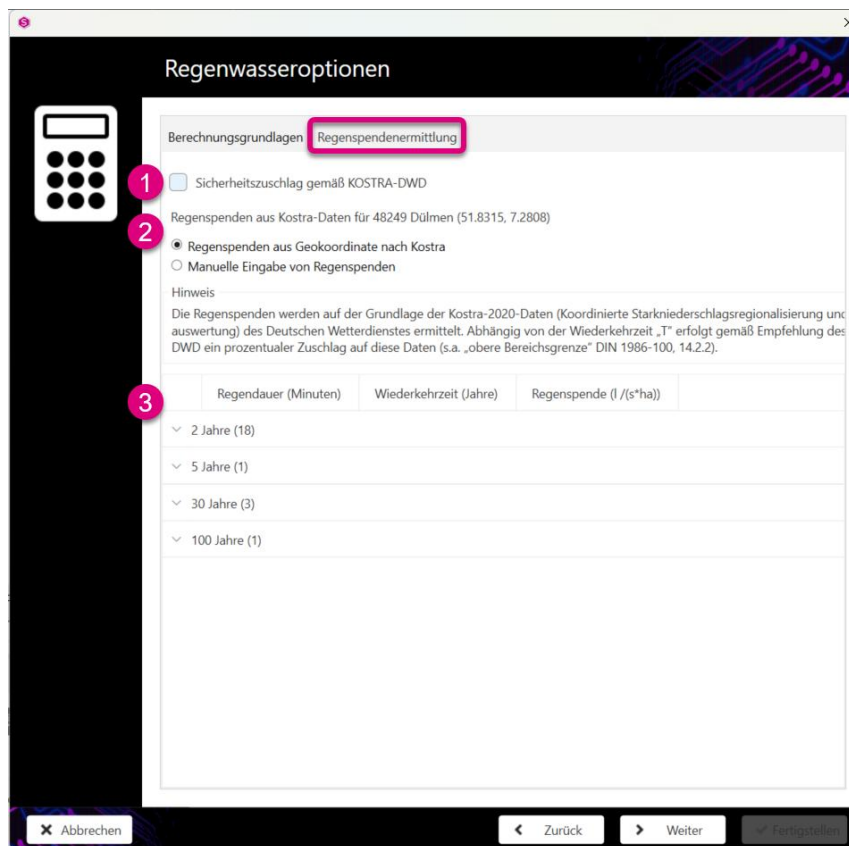 S
Regenwasseroptionen
Berechnungsgrundlagen Regenspendenermittlung
1 Sicherheitszuschlag gemäß KOSTRA-DWD
Regenspenden aus Kostra-Daten für 48249 Dülmen (51.8315, 7.2808)
2
Regenspenden aus Geokoordinate nach Kostra
Manuelle Eingabe von Regenspenden
Hinweis
Die Regenspenden werden auf der Grundlage der Kostra-2020-Daten (Koordinierte Starkniederschlagsregionalisierung und
auswertung) des Deutschen Wetterdienstes ermittelt. Abhängig von der Wiederkehrzeit „T" erfolgt gemäß Empfehlung des
DWD ein prozentualer Zuschlag auf diese Daten (s.a. „obere Bereichsgrenze" DIN 1986-100, 14.2.2).
3 Regendauer (Minuten) Wiederkehrzeit (Jahre) Regenspende (l /(s*ha))
2 Jahre (18)
5 Jahre (1)
30 Jahre (3)
100 Jahre (1)
Abbrechen Zurück Weiter Fertigstellen